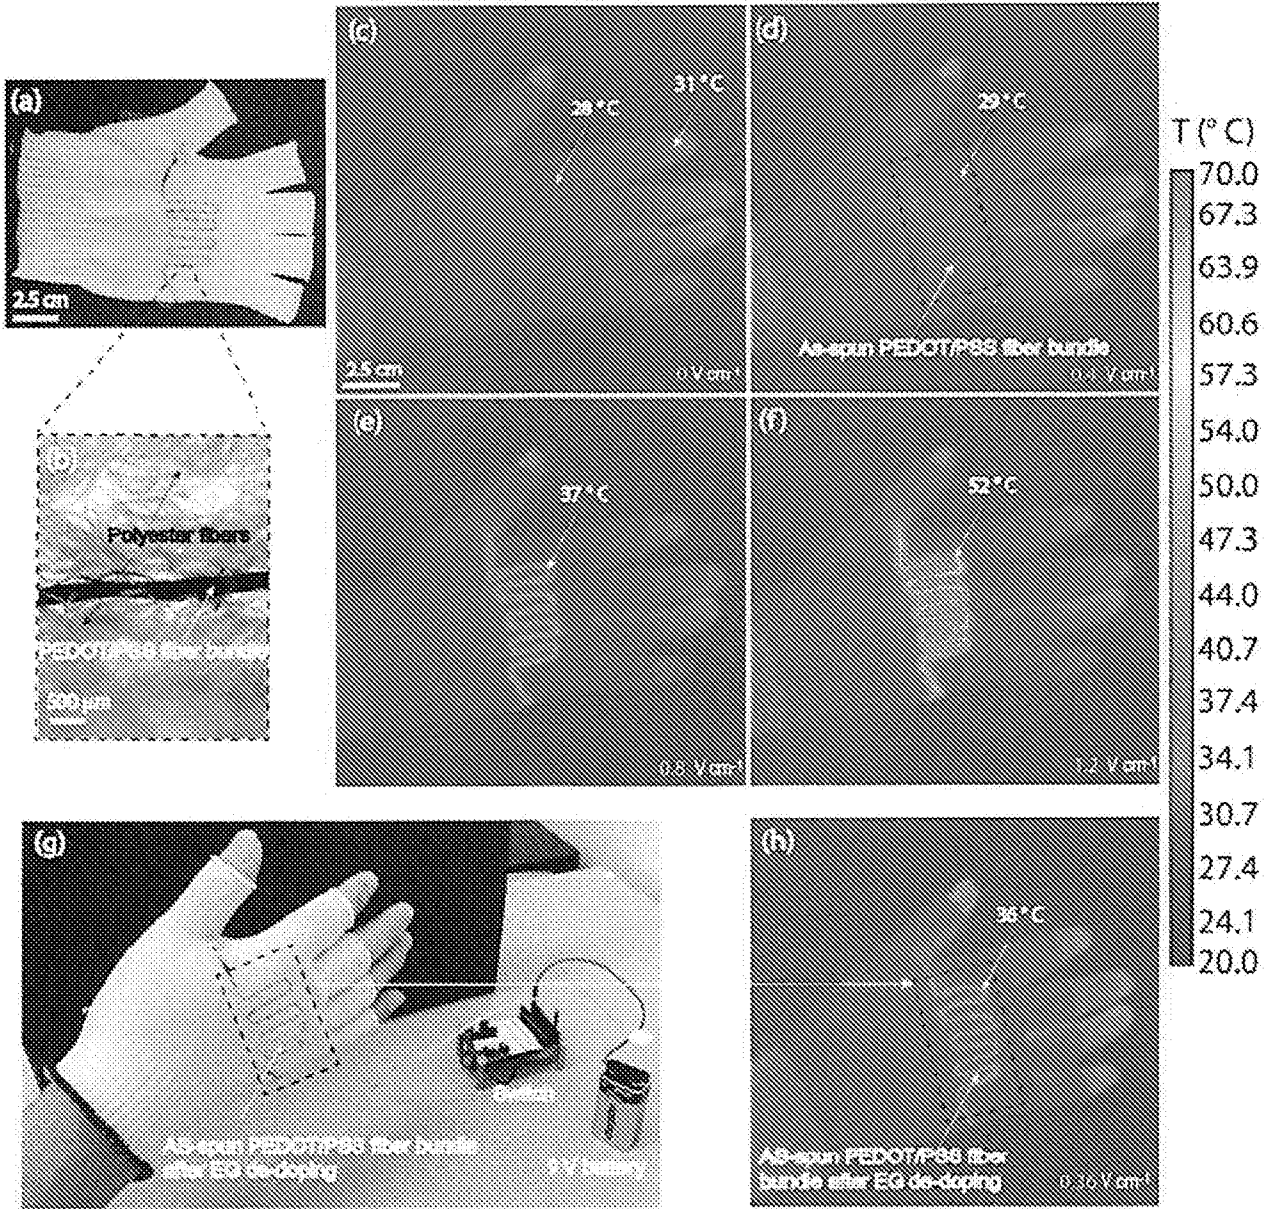 (a)
2.5 cm
Polyester fibers
PEDOT/PSS fiber bundle
500 µm
(c)
28 °C
31 °C
2.5 cm
0 V cm⁻¹
(d)
29 °C
As-spun PEDOT/PSS fiber bundle
V cm⁻¹
(e)
37 °C
V cm⁻¹
(f)
52 °C
V cm⁻¹
T (° C)
70.0
67.3
63.9
60.6
57.3
54.0
50.0
47.3
44.0
40.7
37.4
34.1
30.7
27.4
24.1
20.0
(g)
As-spun PEDOT/PSS fiber bundle
after EG de-doping
9 V battery
(h)
36 °C
As-spun PEDOT/PSS fiber
bundle after EG de-doping
0.36 V cm⁻¹